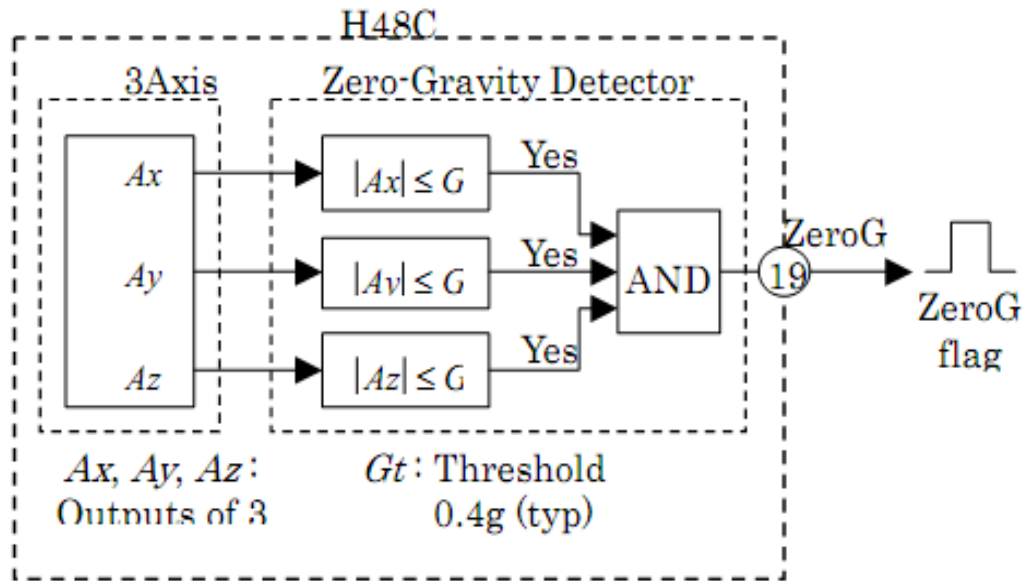 H48C
3Axis
Zero-Gravity Detector
Ax
|Ax| ≤ G
Yes
Ay
|Av| ≤ G
Yes
Az
|Az| ≤ G
Yes
AND
19
ZeroG
ZeroG
flag
Ax, Ay, Az :
Outputs of 3
Gt : Threshold
0.4g (typ)